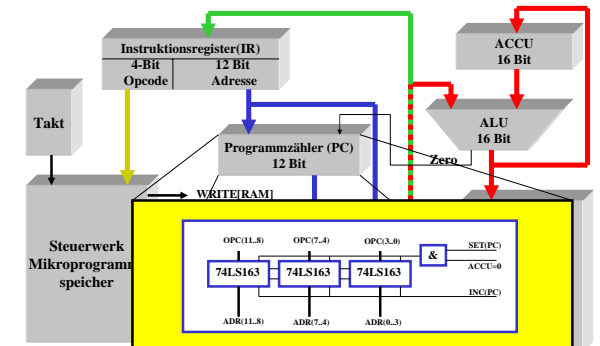 Instruktionsregister(IR)
4-Bit 12 Bit
Opcode Adresse
ACCU
16 Bit
Takt
ALU
16 Bit
Programmzähler (PC)
12 Bit
Zero
WRITE[RAM]
Steuerwerk
Mikroprogramm
speicher
OPC(11..8) OPC(7..4) OPC(3..0)
SET(PC)
&
74LS163 74LS163 74LS163
ACCU=0
INC(PC)
ADR(11..8) ADR(7..4) ADR(0..3)